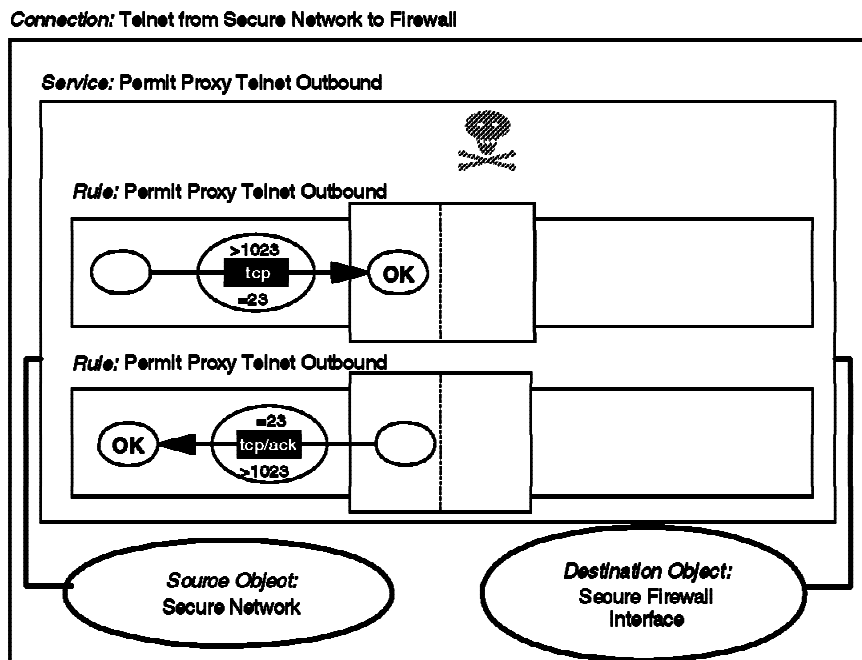 Connection: Telnet from Secure Network to Firewall
Service: Permit Proxy Telnet Outbound
Rule: Permit Proxy Telnet Outbound
>1023
tcp
=23
OK
Rule: Permit Proxy Telnet Outbound
OK
=23
tcp/ack
>1023
Source Object:
Secure Network
Destination Object:
Secure Firewall
Interface